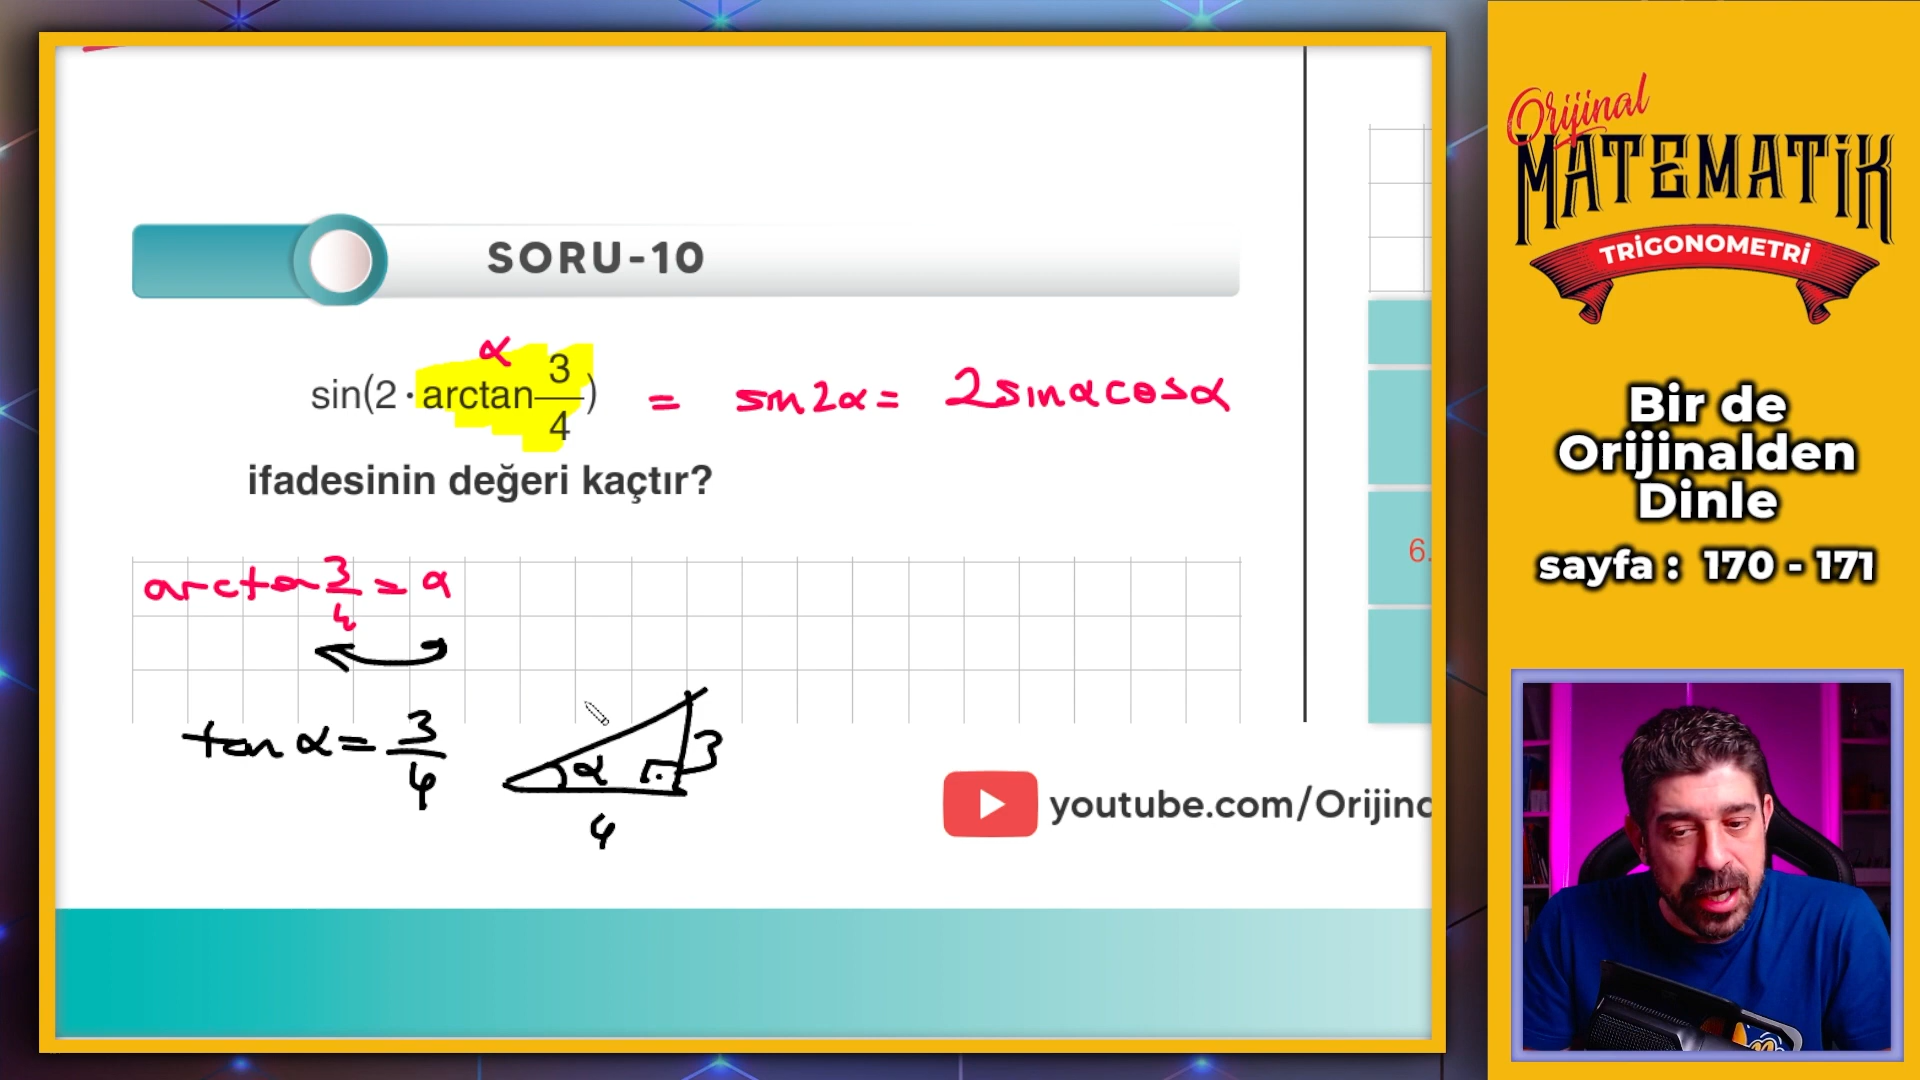 SORU-10
α
sin(2 · arctan 3/4) = sin2α = 2sinαcosα
ifadesinin değeri kaçtır?
arctan 3/4 = α
tan α = 3/4
α
3
4
youtube.com/Orijin
6.
Orijinal
MATEMATİK
TRİGONOMETRİ
Bir de
Orijinalden
Dinle
sayfa : 170 - 171